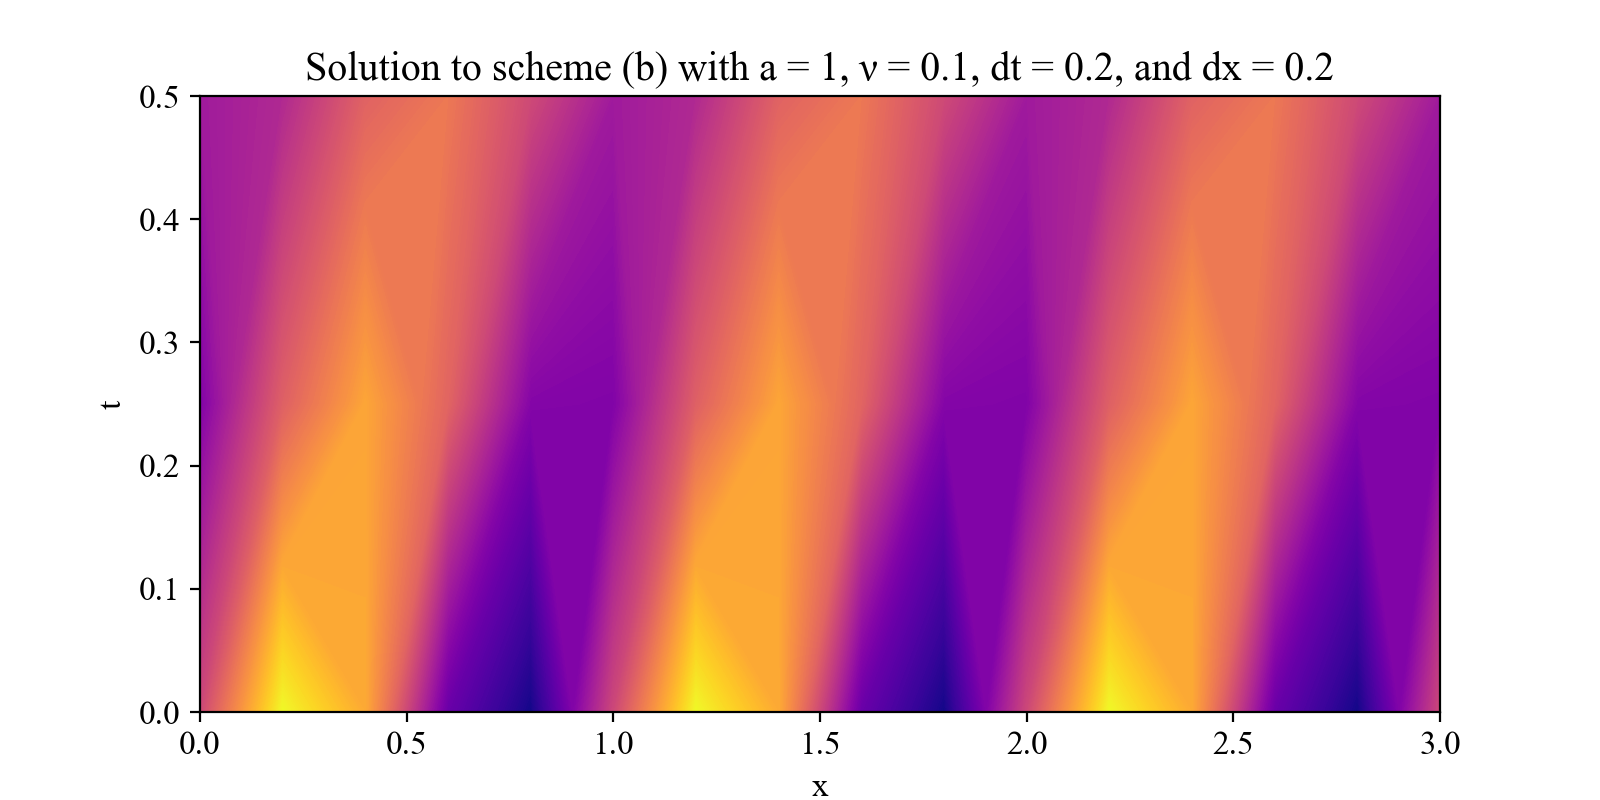 Solution to scheme (b) with a = 1, ν = 0.1, dt = 0.2, and dx = 0.2
0.5
0.4
0.3
t
0.2
0.1
0.0
0.0 0.5 1.0 1.5 2.0 2.5 3.0
x